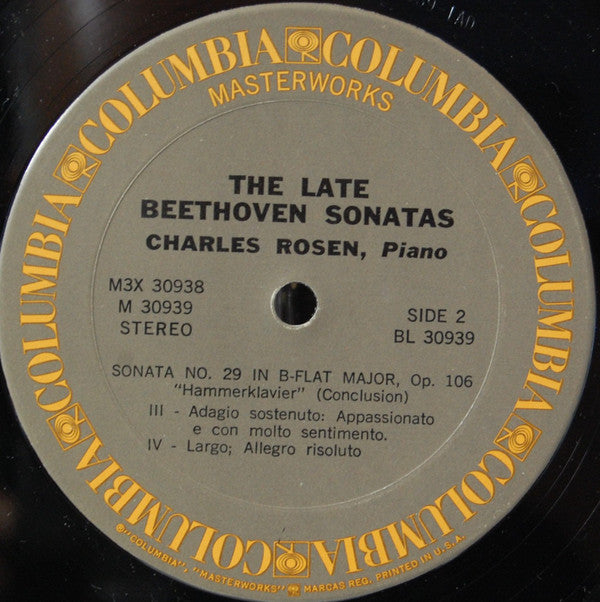 COLUMBIA COLUMBIA COLUMBIA COLUMBIA COLUMBIA COLUMBIA COLUMBIA COLUMBIA
MASTERWORKS
THE LATE
BEETHOVEN SONATAS
CHARLES ROSEN, Piano
M3X 30938
M 30939
STEREO
SIDE 2
BL 30939
SONATA NO. 29 IN B-FLAT MAJOR, Op. 106
"Hammerklavier" (Conclusion)
III - Adagio sostenuto: Appassionato
e con molto sentimento.
IV - Largo; Allegro risoluto
®"COLUMBIA", "MASTERWORKS" MARCAS REG. PRINTED IN U.S.A.